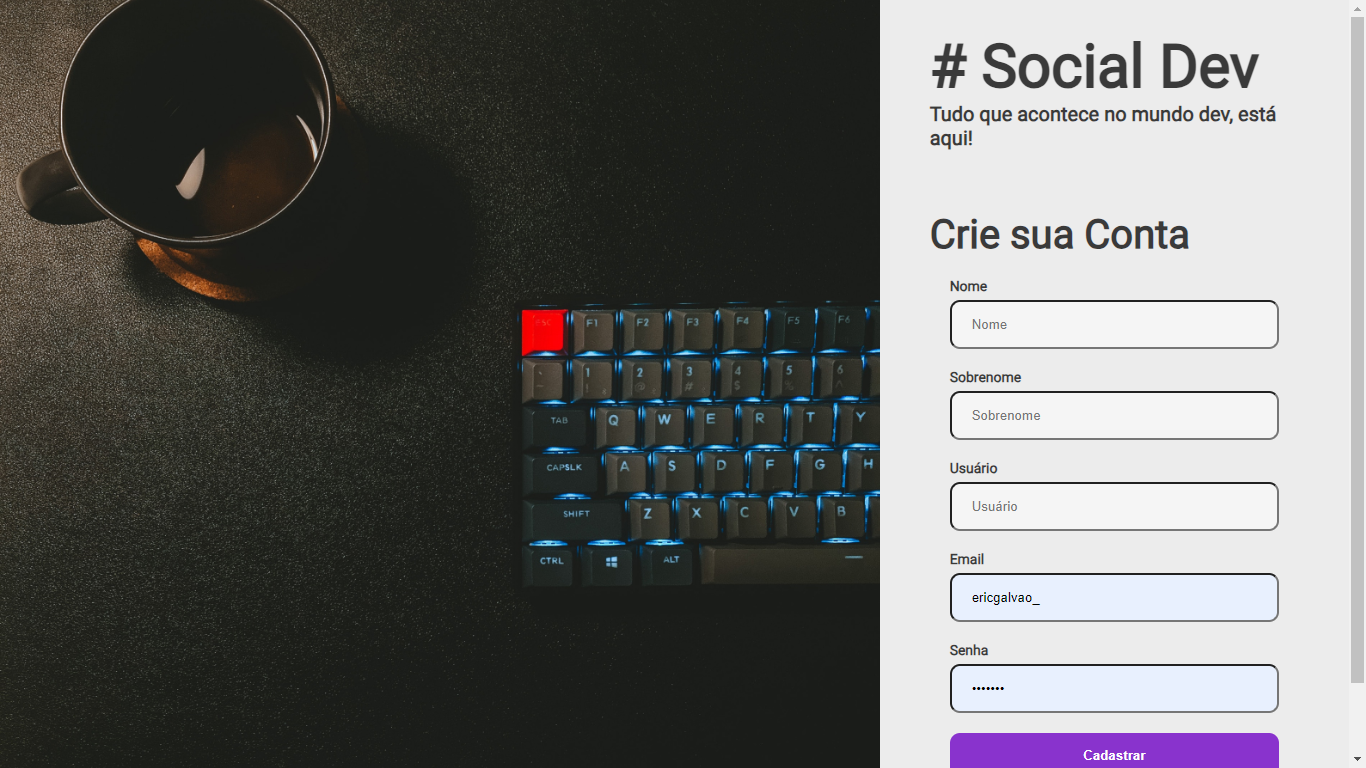 # Social Dev
Tudo que acontece no mundo dev, está
aqui!
Crie sua Conta
Nome
Nome
Sobrenome
Sobrenome
Usuário
Usuário
Email
ericgalvao_
Senha
•••••••
Cadastrar
ESC F1 F2 F3 F4 F5 F6
~ 1 2 3 4 5 6
! @ # $ % ^
TAB Q W E R T Y
CAPSLK A S D F G H
SHIFT Z X C V B
CTRL ALT